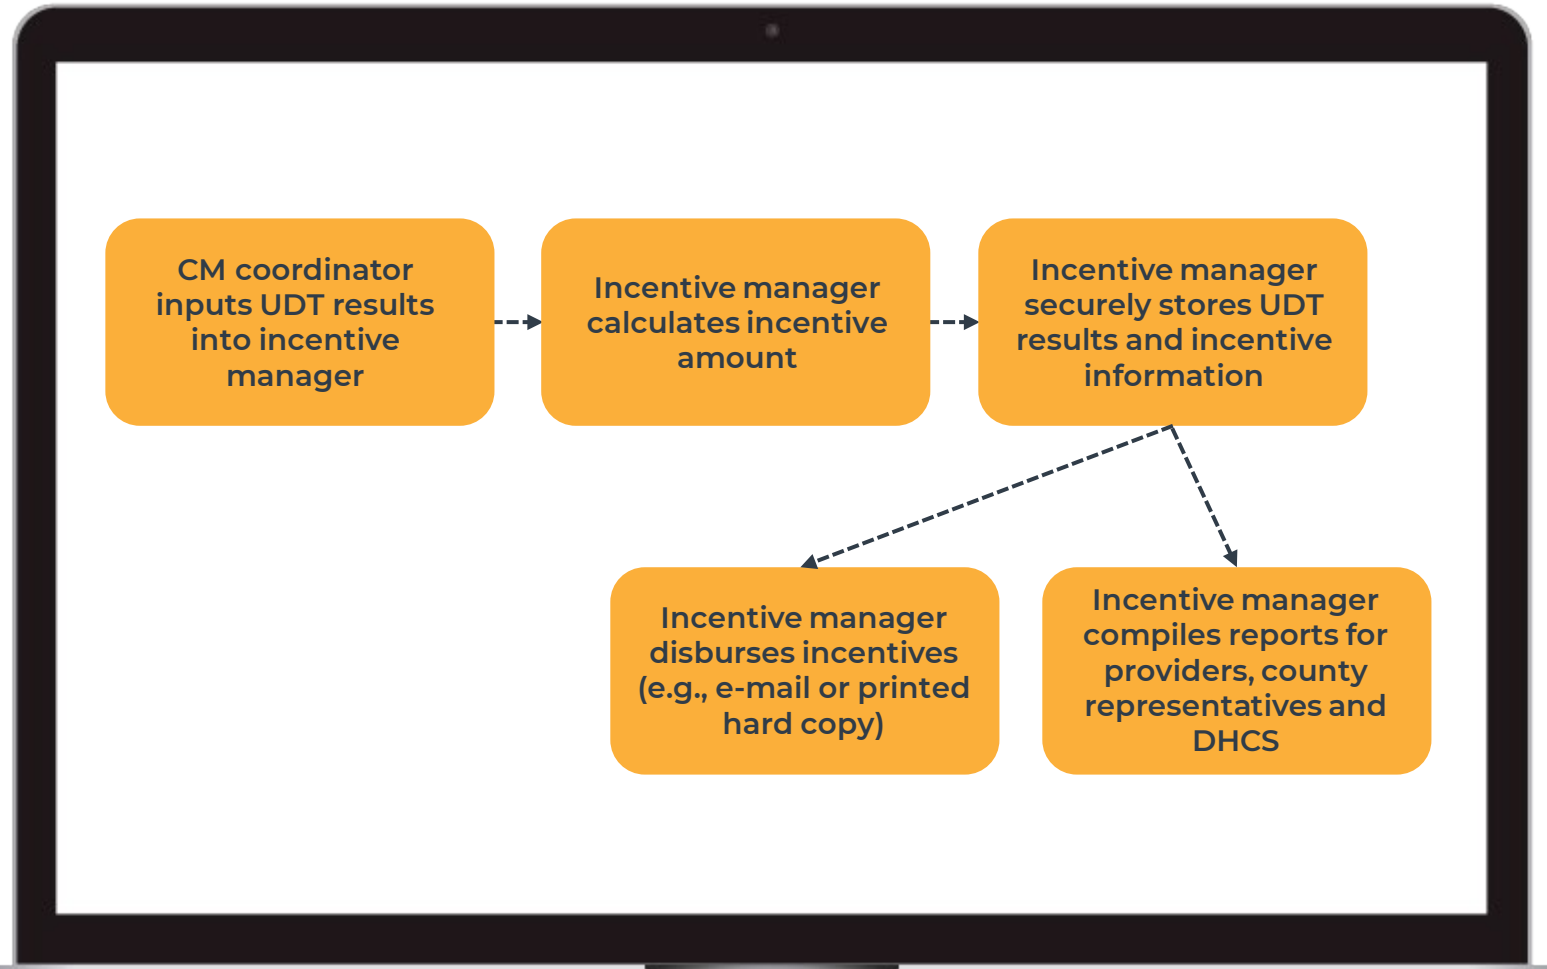 CM coordinator
inputs UDT results
into incentive
manager
Incentive manager
calculates incentive
amount
Incentive manager
securely stores UDT
results and incentive
information
Incentive manager
disburses incentives
(e.g., e-mail or printed
hard copy)
Incentive manager
compiles reports for
providers, county
representatives and
DHCS